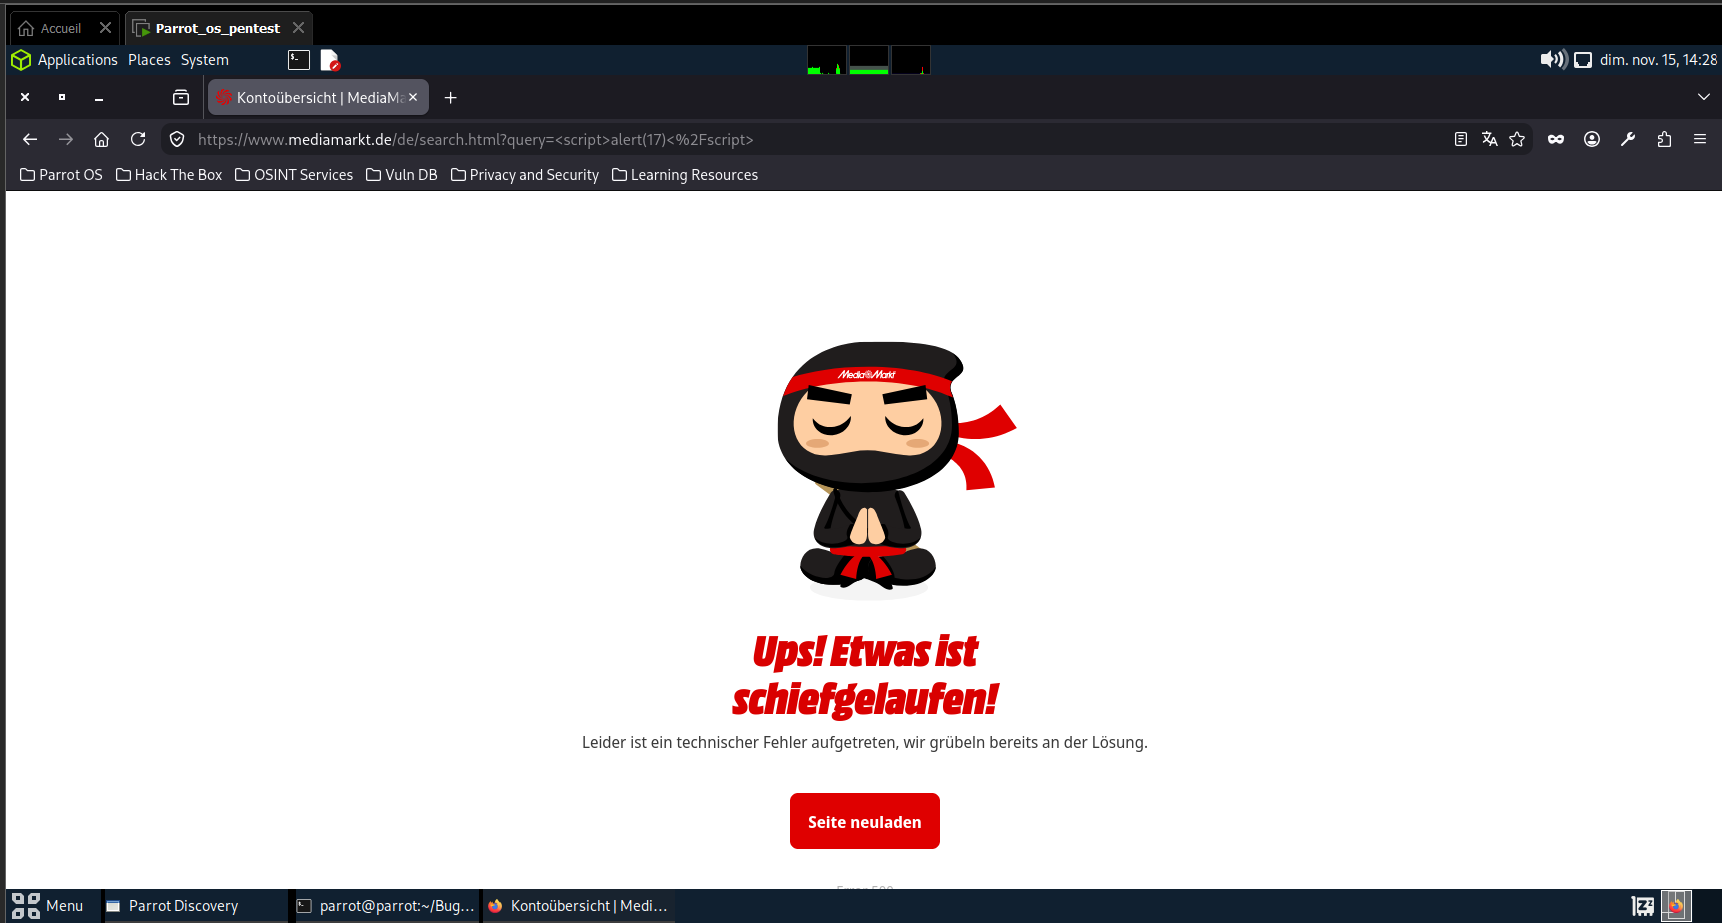 Accueil
Parrot_os_pentest
Applications Places System
dim. nov. 15, 14:28
Kontoübersicht | MediaMa
https://www.mediamarkt.de/de/search.html?query=<script>alert(17)<%2Fscript>
Parrot OS Hack The Box OSINT Services Vuln DB Privacy and Security Learning Resources
MediaMarkt
Ups! Etwas ist
schiefgelaufen!
Leider ist ein technischer Fehler aufgetreten, wir grübeln bereits an der Lösung.
Seite neuladen
Menu
Parrot Discovery
parrot@parrot:~/Bug...
Kontoübersicht | Medi...